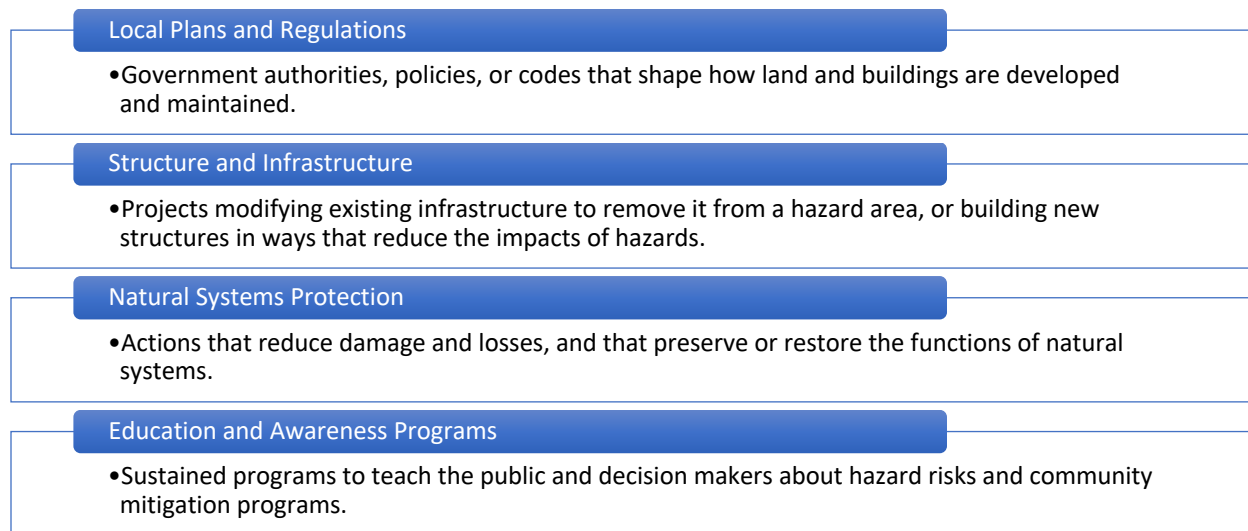 Local Plans and Regulations
•Government authorities, policies, or codes that shape how land and buildings are developed
and maintained.
Structure and Infrastructure
•Projects modifying existing infrastructure to remove it from a hazard area, or building new
structures in ways that reduce the impacts of hazards.
Natural Systems Protection
•Actions that reduce damage and losses, and that preserve or restore the functions of natural
systems.
Education and Awareness Programs
•Sustained programs to teach the public and decision makers about hazard risks and community
mitigation programs.